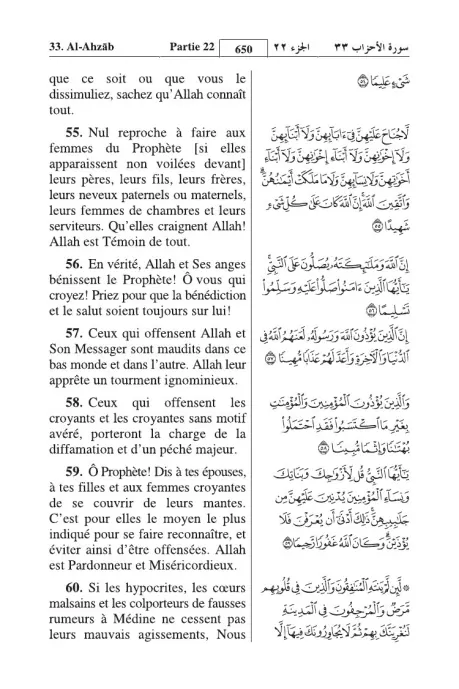 33. Al-Ahzāb Partie 22 650 الجزء ٢٢ سورة الأحزاب ٣٣
que ce soit ou que vous le
dissimuliez, sachez qu'Allah connaît
tout.
55. Nul reproche à faire aux
femmes du Prophète [si elles
apparaissent non voilées devant]
leurs pères, leurs fils, leurs frères,
leurs neveux paternels ou maternels,
leurs femmes de chambres et leurs
serviteurs. Qu'elles craignent Allah!
Allah est Témoin de tout.
56. En vérité, Allah et Ses anges
bénissent le Prophète! Ô vous qui
croyez! Priez pour que la bénédiction
et le salut soient toujours sur lui!
57. Ceux qui offensent Allah et
Son Messager sont maudits dans ce
bas monde et dans l'autre. Allah leur
apprête un tourment ignominieux.
58. Ceux qui offensent les
croyants et les croyantes sans motif
avéré, porteront la charge de la
diffamation et d'un péché majeur.
59. Ô Prophète! Dis à tes épouses,
à tes filles et aux femmes croyantes
de se couvrir de leurs mantes.
C'est pour elles le moyen le plus
indiqué pour se faire reconnaître, et
éviter ainsi d'être offensées. Allah
est Pardonneur et Miséricordieux.
60. Si les hypocrites, les cœurs
malsains et les colporteurs de fausses
rumeurs à Médine ne cessent pas
leurs mauvais agissements, Nous
شَىْءٍ عَلِيمًا ٥٤
لَّا جُنَاحَ عَلَيْهِنَّ فِىٓ ءَابَآئِهِنَّ وَلَآ أَبْنَآئِهِنَّ
وَلَآ إِخْوَٰنِهِنَّ وَلَآ أَبْنَآءِ إِخْوَٰنِهِنَّ وَلَآ أَبْنَآءِ
أَخَوَٰتِهِنَّ وَلَا نِسَآئِهِنَّ وَلَا مَا مَلَكَتْ أَيْمَٰنُهُنَّ
وَٱتَّقِينَ ٱللَّهَ إِنَّ ٱللَّهَ كَانَ عَلَىٰ كُلِّ شَىْءٍ
شَهِيدًا ٥٥
إِنَّ ٱللَّهَ وَمَلَٰٓئِكَتَهُۥ يُصَلُّونَ عَلَى ٱلنَّبِىِّ
يَٰٓأَيُّهَا ٱلَّذِينَ ءَامَنُوا۟ صَلُّوا۟ عَلَيْهِ وَسَلِّمُوا۟
تَسْلِيمًا ٥٦
إِنَّ ٱلَّذِينَ يُؤْذُونَ ٱللَّهَ وَرَسُولَهُۥ لَعَنَهُمُ ٱللَّهُ فِى
ٱلدُّنْيَا وَٱلْءَاخِرَةِ وَأَعَدَّ لَهُمْ عَذَابًا مُّهِينًا ٥٧
وَٱلَّذِينَ يُؤْذُونَ ٱلْمُؤْمِنِينَ وَٱلْمُؤْمِنَٰتِ
بِغَيْرِ مَا ٱكْتَسَبُوا۟ فَقَدِ ٱحْتَمَلُوا۟
بُهْتَٰنًا وَإِثْمًا مُّبِينًا ٥٨
يَٰٓأَيُّهَا ٱلنَّبِىُّ قُل لِّأَزْوَٰجِكَ وَبَنَاتِكَ
وَنِسَآءِ ٱلْمُؤْمِنِينَ يُدْنِينَ عَلَيْهِنَّ مِن
جَلَٰبِيبِهِنَّ ذَٰلِكَ أَدْنَىٰٓ أَن يُعْرَفْنَ فَلَا
يُؤْذَيْنَ وَكَانَ ٱللَّهُ غَفُورًا رَّحِيمًا ٥٩
۞ لَّئِن لَّمْ يَنتَهِ ٱلْمُنَٰفِقُونَ وَٱلَّذِينَ فِى قُلُوبِهِم
مَّرَضٌ وَٱلْمُرْجِفُونَ فِى ٱلْمَدِينَةِ
لَنُغْرِيَنَّكَ بِهِمْ ثُمَّ لَا يُجَاوِرُونَكَ فِيهَآ إِلَّا